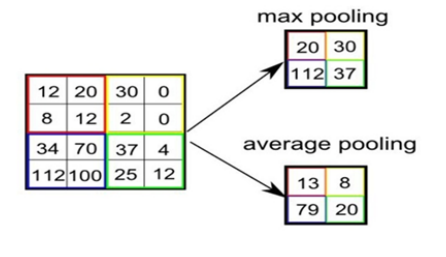 max pooling
20 30
112 37
12 20 30 0
8 12 2 0
34 70 37 4
112 100 25 12
average pooling
13 8
79 20